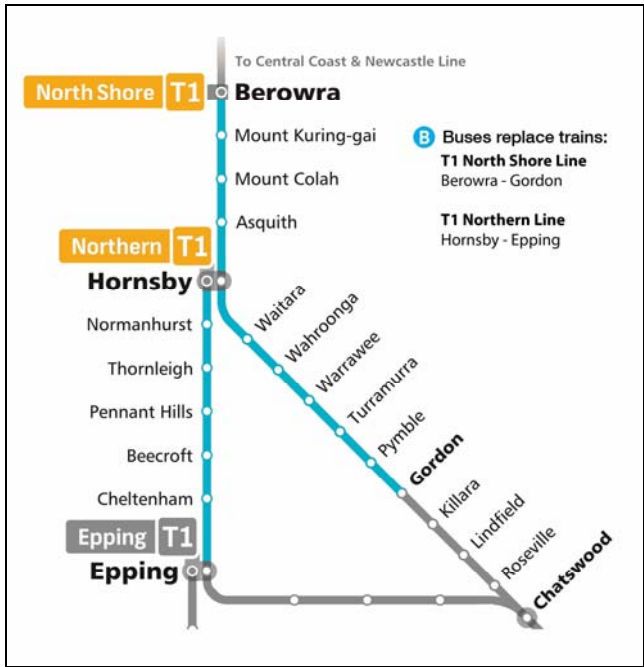 To Central Coast & Newcastle Line
North Shore T1
Berowra
Mount Kuring-gai
B Buses replace trains:
T1 North Shore Line
Berowra - Gordon
Mount Colah
T1 Northern Line
Hornsby - Epping
Asquith
Northern T1
Hornsby
Waitara
Normanhurst
Wahroonga
Thornleigh
Warrawee
Pennant Hills
Turramurra
Beecroft
Pymble
Cheltenham
Gordon
Epping T1
Killara
Epping
Lindfield
Roseville
Chatswood